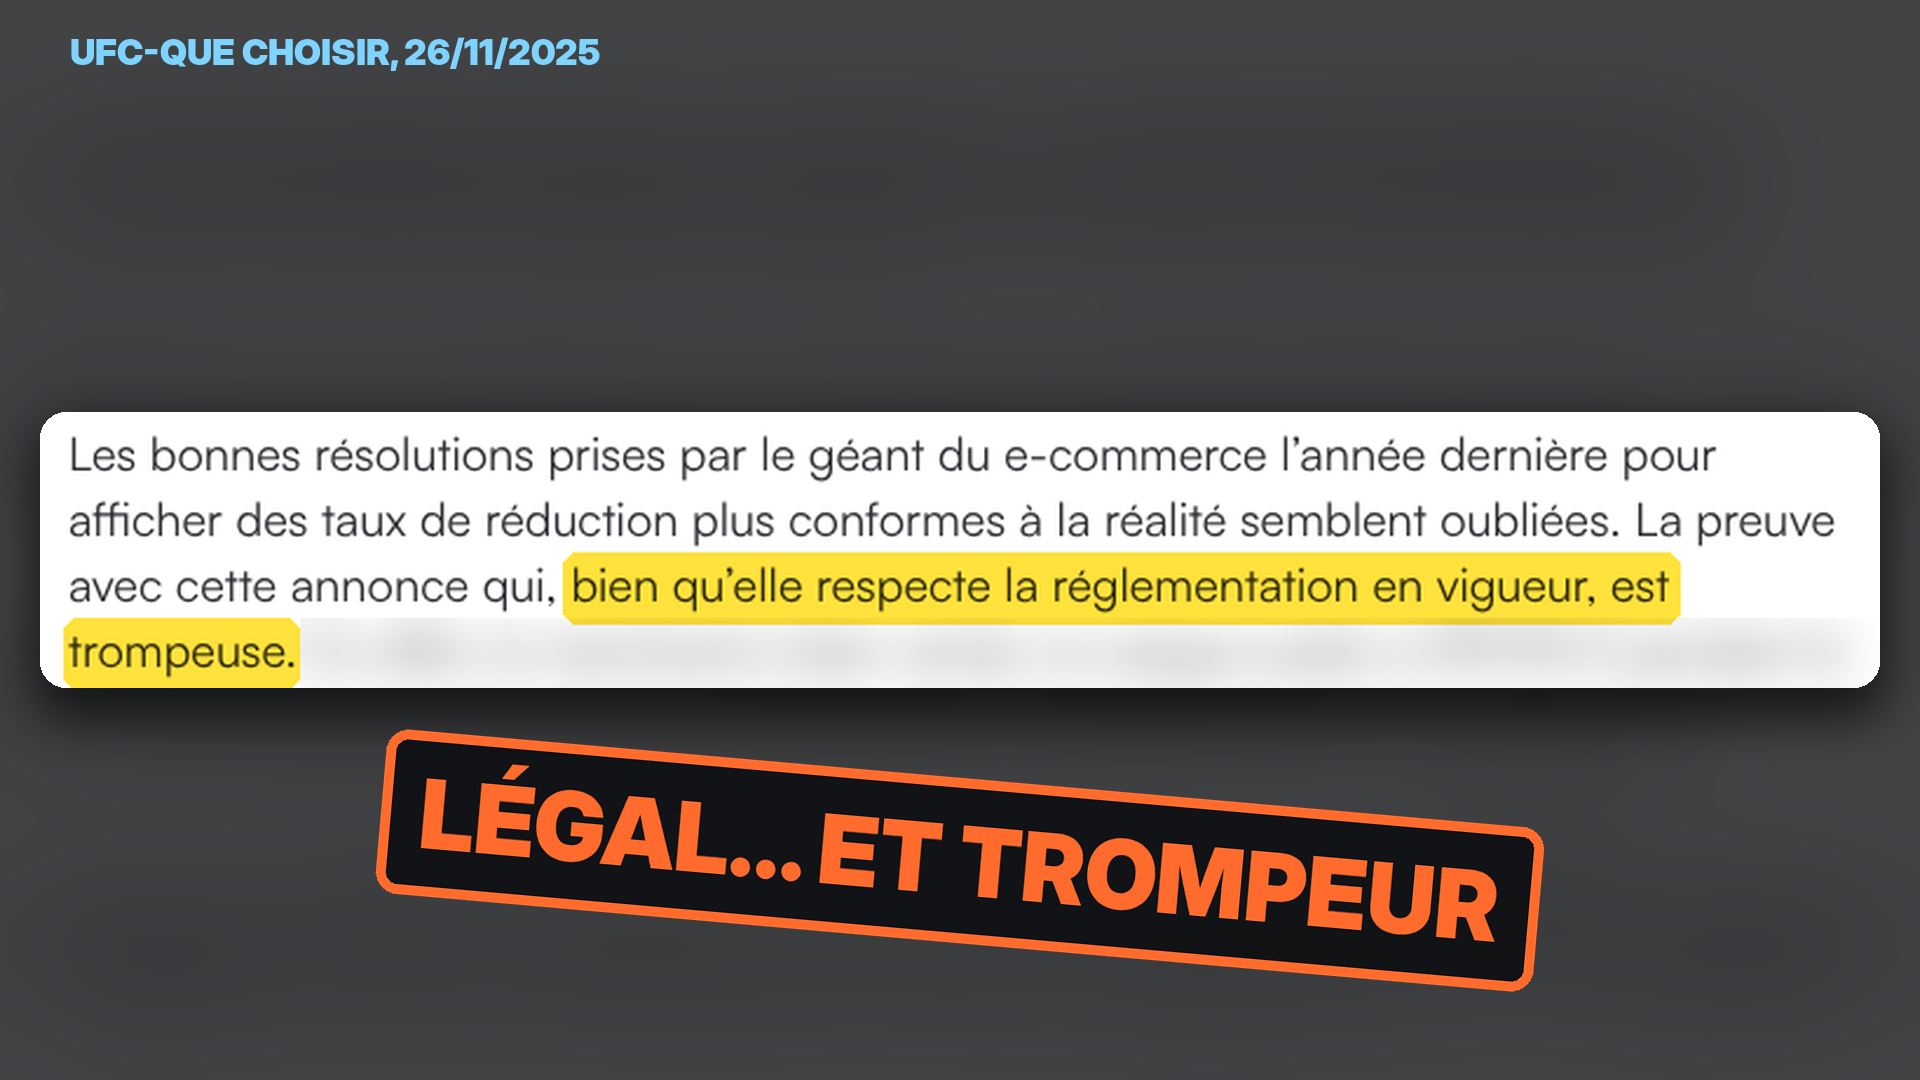 UFC-QUE CHOISIR, 26/11/2025
Les bonnes résolutions prises par le géant du e-commerce l’année dernière pour
afficher des taux de réduction plus conformes à la réalité semblent oubliées. La preuve
avec cette annonce qui, bien qu’elle respecte la réglementation en vigueur, est
trompeuse.
LÉGAL... ET TROMPEUR